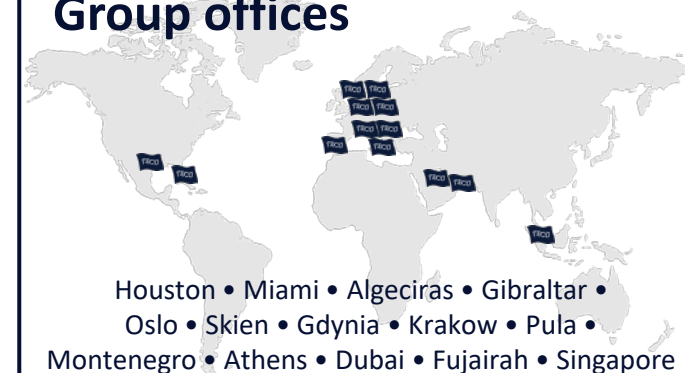 Group offices
Houston • Miami • Algeciras • Gibraltar •
Oslo • Skien • Gdynia • Krakow • Pula •
Montenegro • Athens • Dubai • Fujairah • Singapore